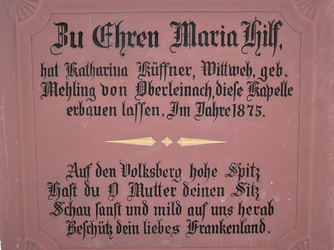 Zu Ehren Maria Hilf,
hat Katharina Küffner, Wittweh, geb.
Mehling von Oberleinach, diese Kapelle
erbauen lassen. Im Jahre 1875.
Auf den Volksberg hohe Spitz
Hast du O Mutter deinen Sitz
Schau sanft und mild auf uns herab
Beschütz dein liebes Frankenland.